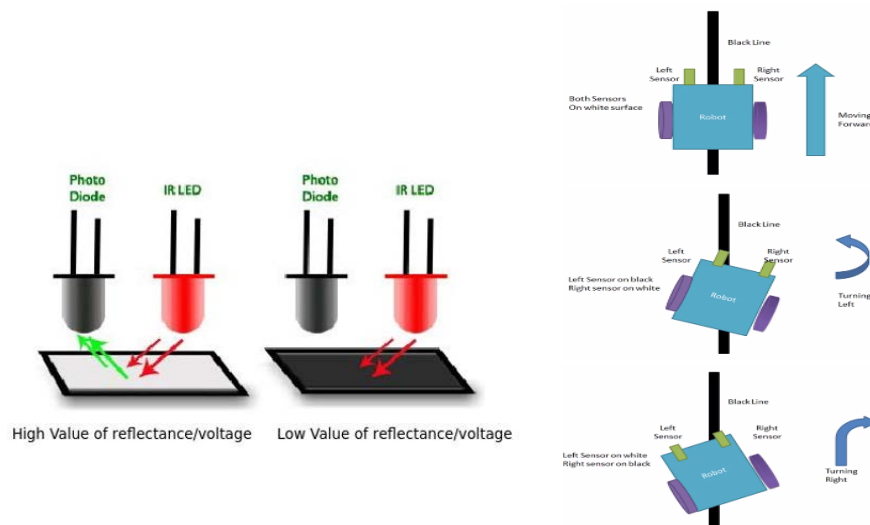 Photo
Diode
IR LED
Photo
Diode
IR LED
High Value of reflectance/voltage
Low Value of reflectance/voltage
Black Line
Left
Sensor
Right
Sensor
Both Sensors
On white surface
Robot
Moving
Forward
Black Line
Left
Sensor
Right
Sensor
Left Sensor on black
Right sensor on white
Robot
Turning
Left
Black Line
Left
Sensor
Right
Sensor
Left Sensor on white
Right sensor on black
Robot
Turning
Right